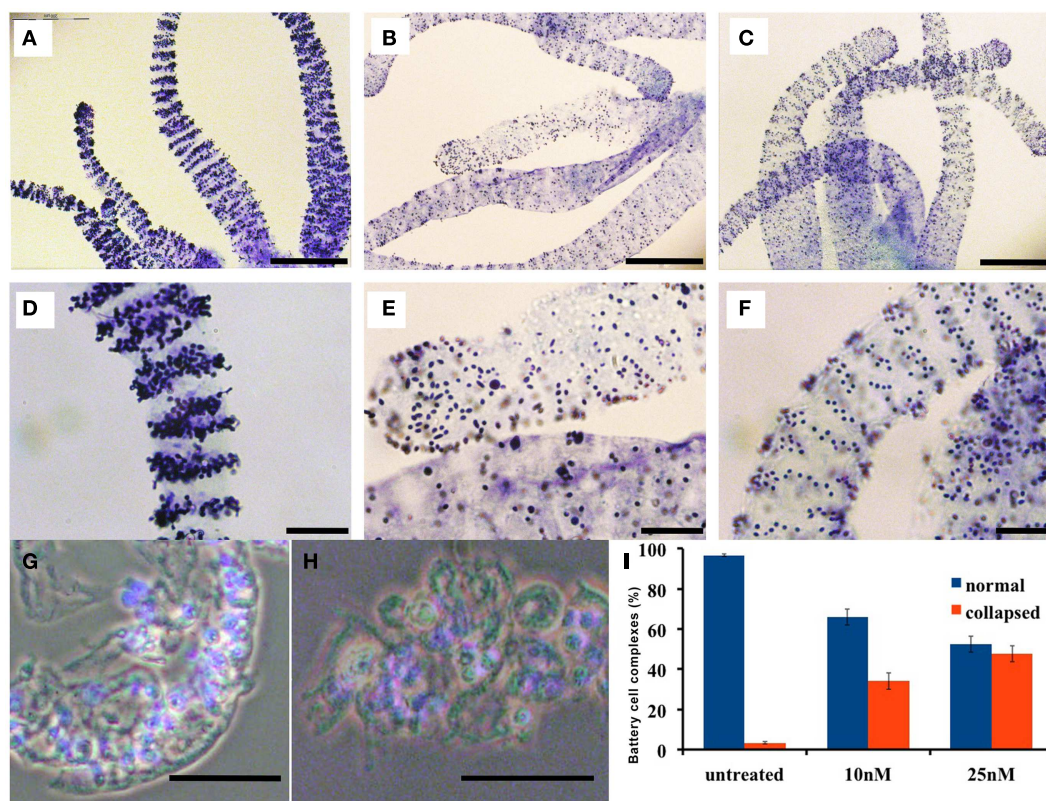 A
B
C
D
E
F
G
H
I
100
80
60
40
20
0
Battery cell complexes (%)
normal
collapsed
untreated
10nM
25nM